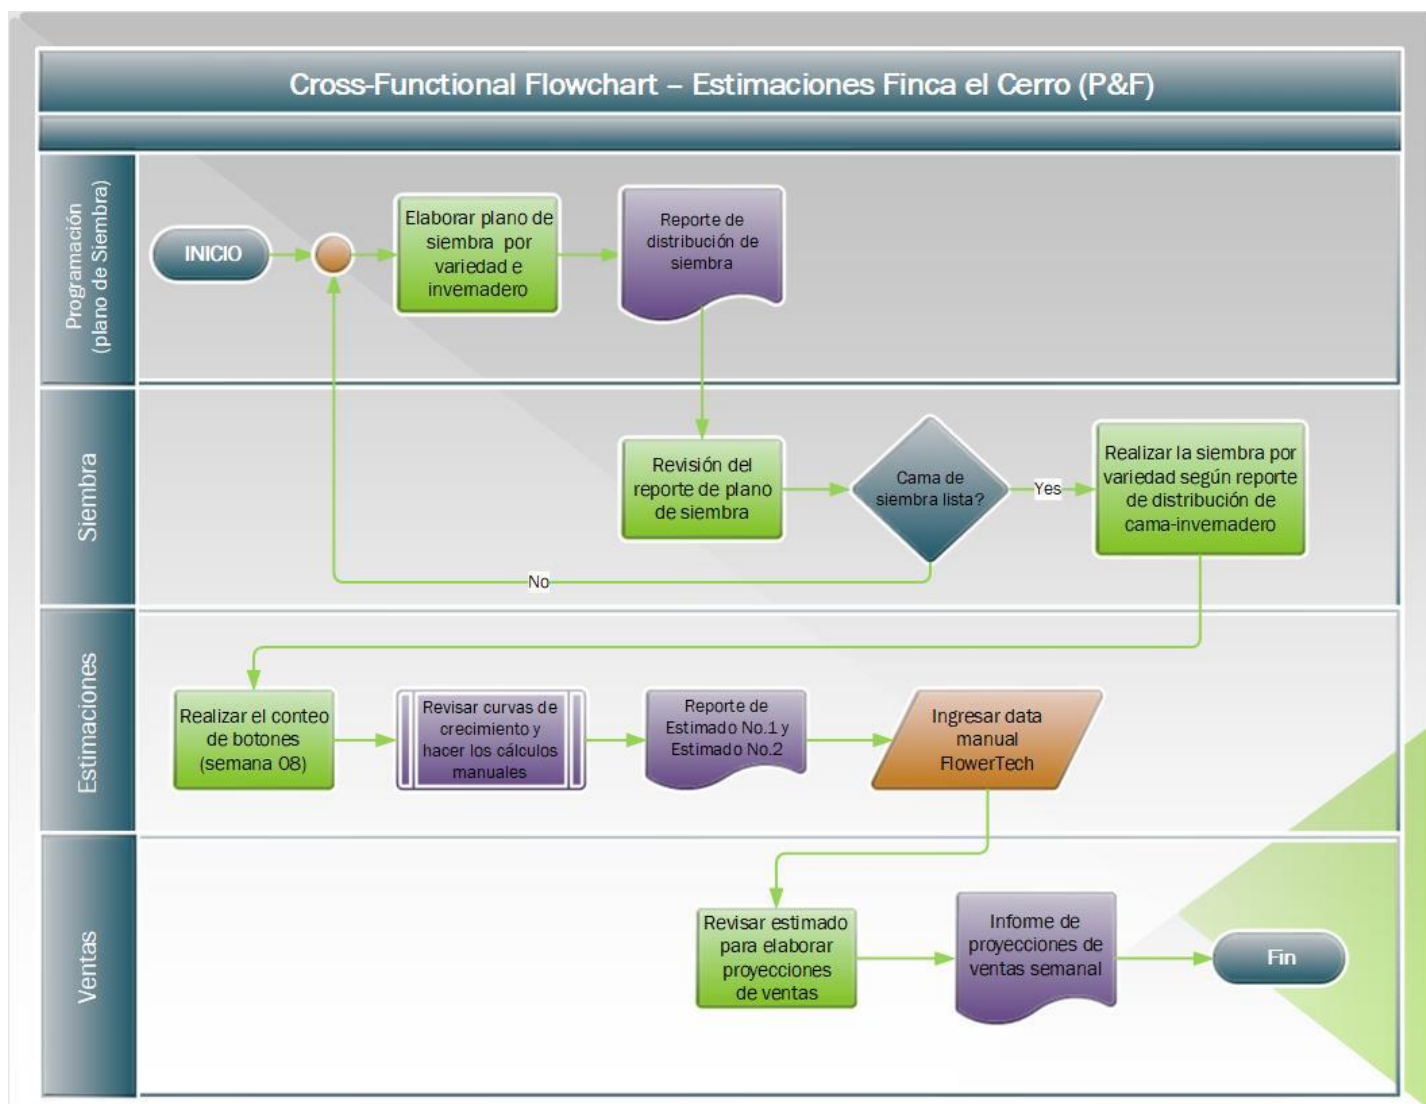 Cross-Functional Flowchart – Estimaciones Finca el Cerro (P&F)
Programación
(plano de Siembra)
INICIO
Elaborar plano de
siembra por
variedad e
invernadero
Reporte de
distribución de
siembra
Siembra
Revisión del
reporte de plano
de siembra
Cama de
siembra lista?
Yes
Realizar la siembra por
variedad según reporte
de distribución de
cama-invernadero
No
Estimaciones
Realizar el conteo
de botones
(semana 08)
Revisar curvas de
crecimiento y
hacer los cálculos
manuales
Reporte de
Estimado No.1 y
Estimado No.2
Ingresar data
manual
FlowerTech
Ventas
Revisar estimado
para elaborar
proyecciones
de ventas
Informe de
proyecciones de
ventas semanal
Fin